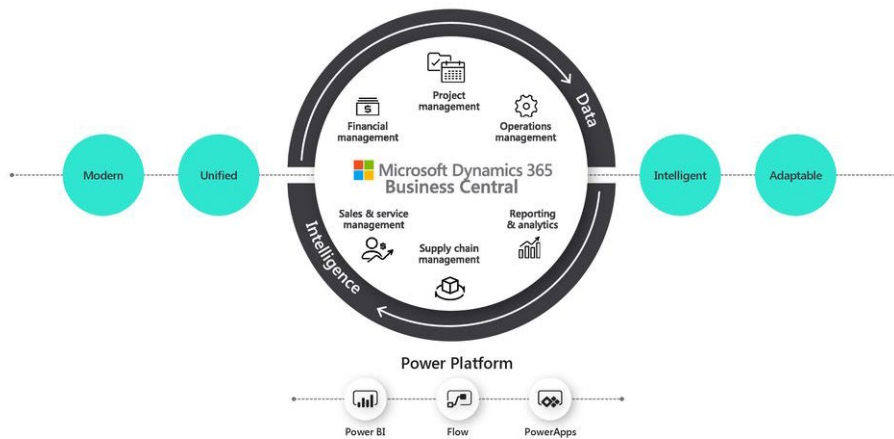 Project
management
Financial
management
Operations
management
Data
Modern
Unified
Microsoft Dynamics 365
Business Central
Intelligent
Adaptable
Sales & service
management
Reporting
& analytics
Supply chain
management
Intelligence
Power Platform
Power BI
Flow
PowerApps